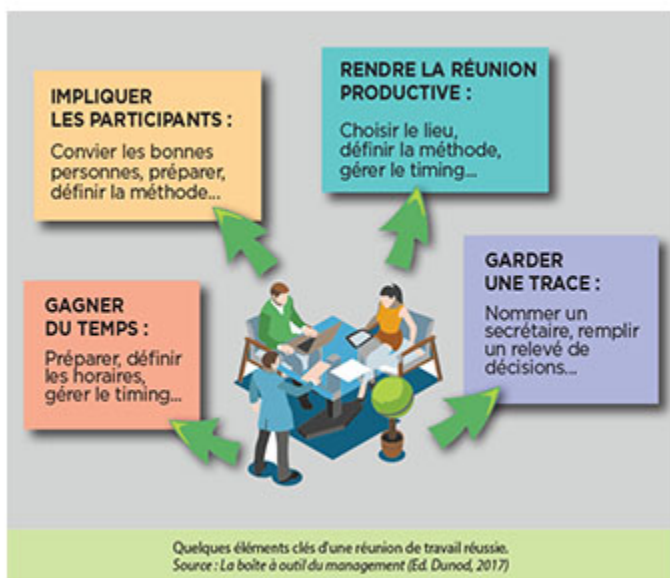 IMPLIQUER
LES PARTICIPANTS :
Convier les bonnes
personnes, préparer,
définir la méthode...
RENDRE LA RÉUNION
PRODUCTIVE :
Choisir le lieu,
définir la méthode,
gérer le timing...
GAGNER
DU TEMPS :
Préparer, définir
les horaires,
gérer le timing...
GARDER
UNE TRACE :
Nommer un
secrétaire, remplir
un relevé de
décisions...
Quelques éléments clés d'une réunion de travail réussie.
Source : La boîte à outil du management (Ed. Dunod, 2017)